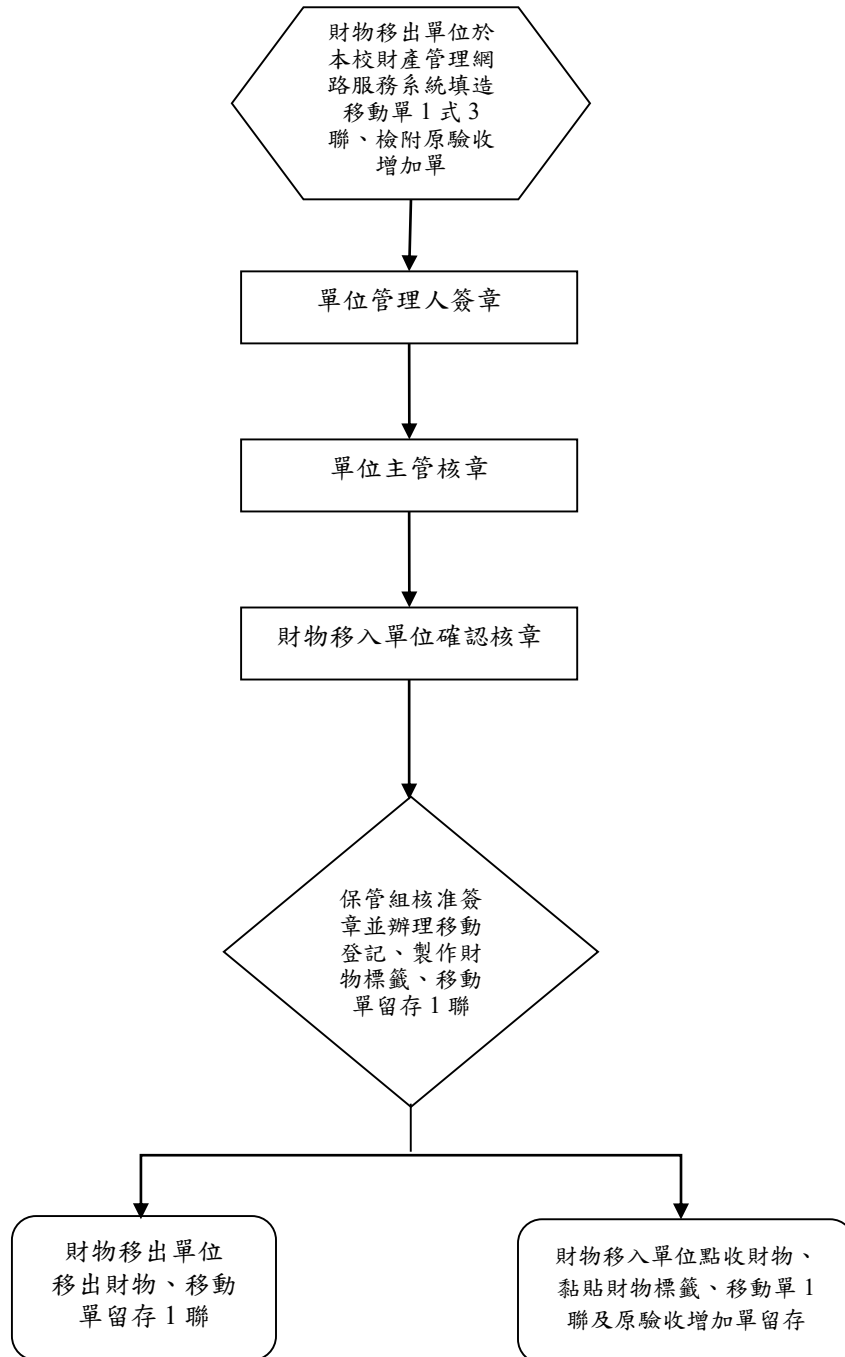 財物移出單位於
本校財產管理網
路服務系統填造
移動單 1 式 3
聯、檢附原驗收
增加單
單位管理人簽章
單位主管核章
財物移入單位確認核章
保管組核准簽
章並辦理移動
登記、製作財
物標籤、移動
單留存 1 聯
財物移出單位
移出財物、移動
單留存 1 聯
財物移入單位點收財物、
黏貼財物標籤、移動單 1
聯及原驗收增加單留存